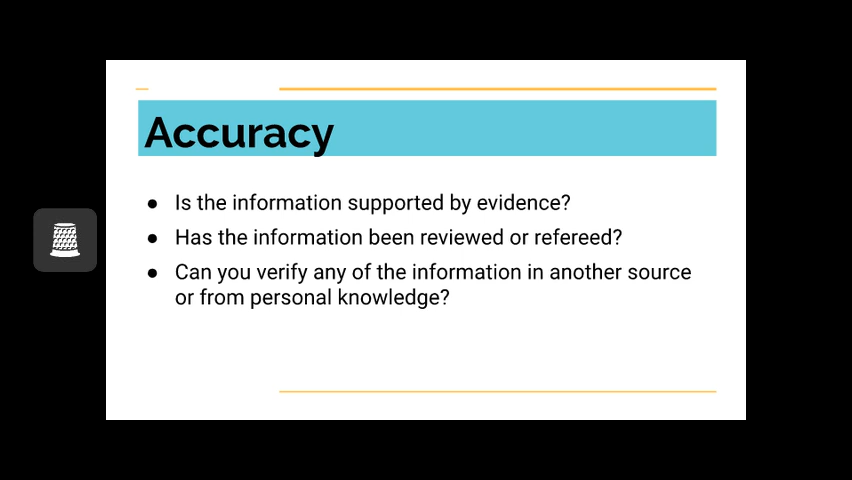 Accuracy
● Is the information supported by evidence?
● Has the information been reviewed or refereed?
● Can you verify any of the information in another source
or from personal knowledge?